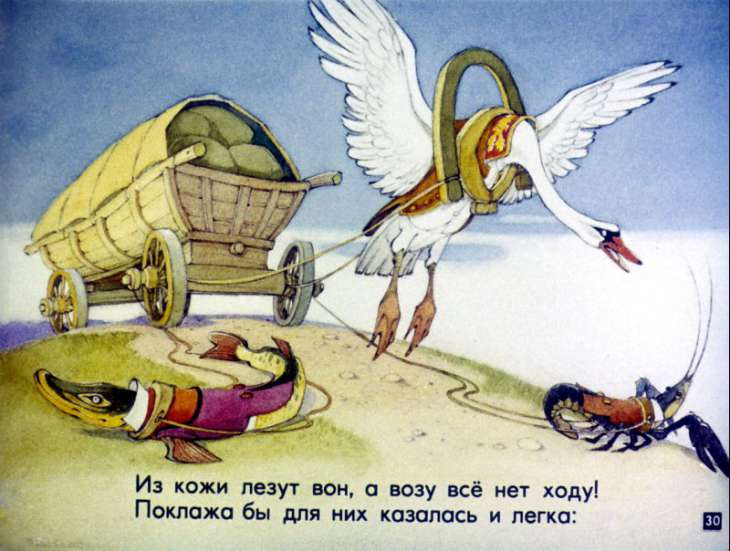 Из кожи лезут вон, а возу всё нет ходу!
Поклажа бы для них казалась и легка:
30